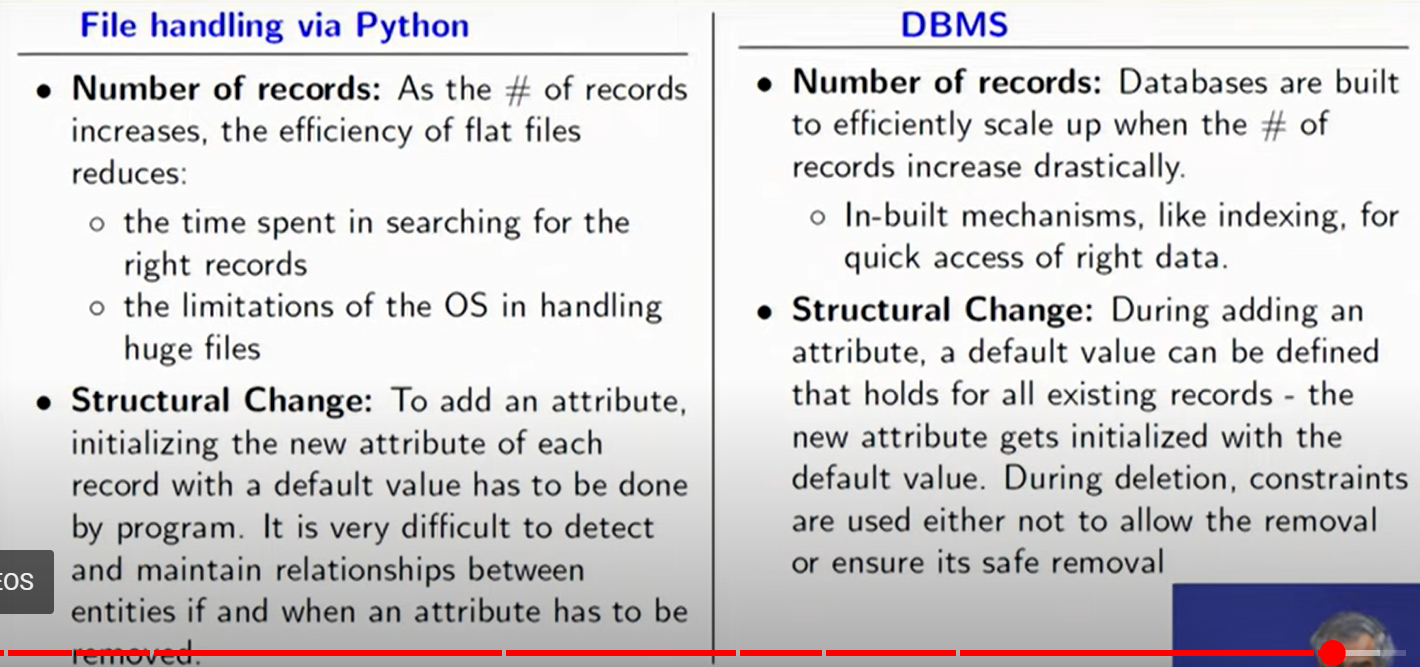 File handling via Python
• Number of records: As the # of records
increases, the efficiency of flat files
reduces:
○ the time spent in searching for the
right records
○ the limitations of the OS in handling
huge files
• Structural Change: To add an attribute,
initializing the new attribute of each
record with a default value has to be done
by program. It is very difficult to detect
and maintain relationships between
entities if and when an attribute has to be
removed.
DBMS
• Number of records: Databases are built
to efficiently scale up when the # of
records increase drastically.
○ In-built mechanisms, like indexing, for
quick access of right data.
• Structural Change: During adding an
attribute, a default value can be defined
that holds for all existing records - the
new attribute gets initialized with the
default value. During deletion, constraints
are used either not to allow the removal
or ensure its safe removal
EOS